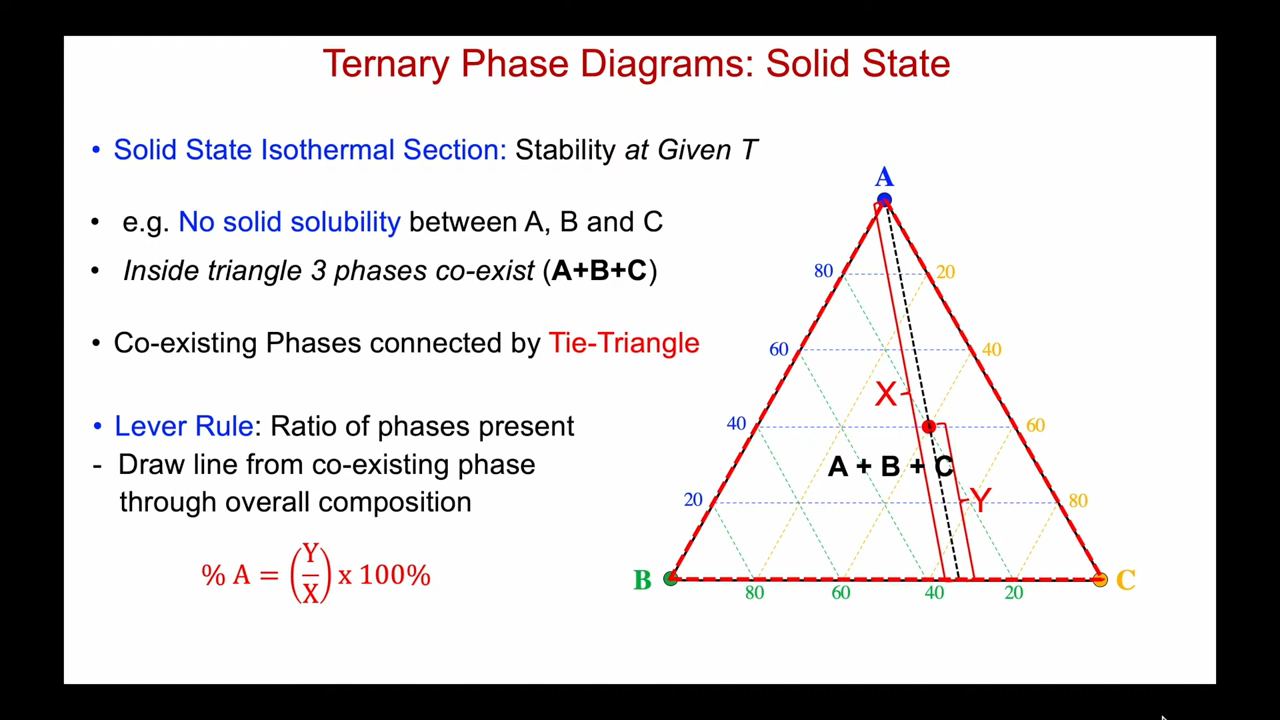 Ternary Phase Diagrams: Solid State
• Solid State Isothermal Section: Stability at Given T
• e.g. No solid solubility between A, B and C
• Inside triangle 3 phases co-exist (A+B+C)
• Co-existing Phases connected by Tie-Triangle
• Lever Rule: Ratio of phases present
- Draw line from co-existing phase
through overall composition
% A = (Y/X) x 100%
A
80 20
60 40
X
40 60
A + B + C
20 Y 80
B C
80 60 40 20